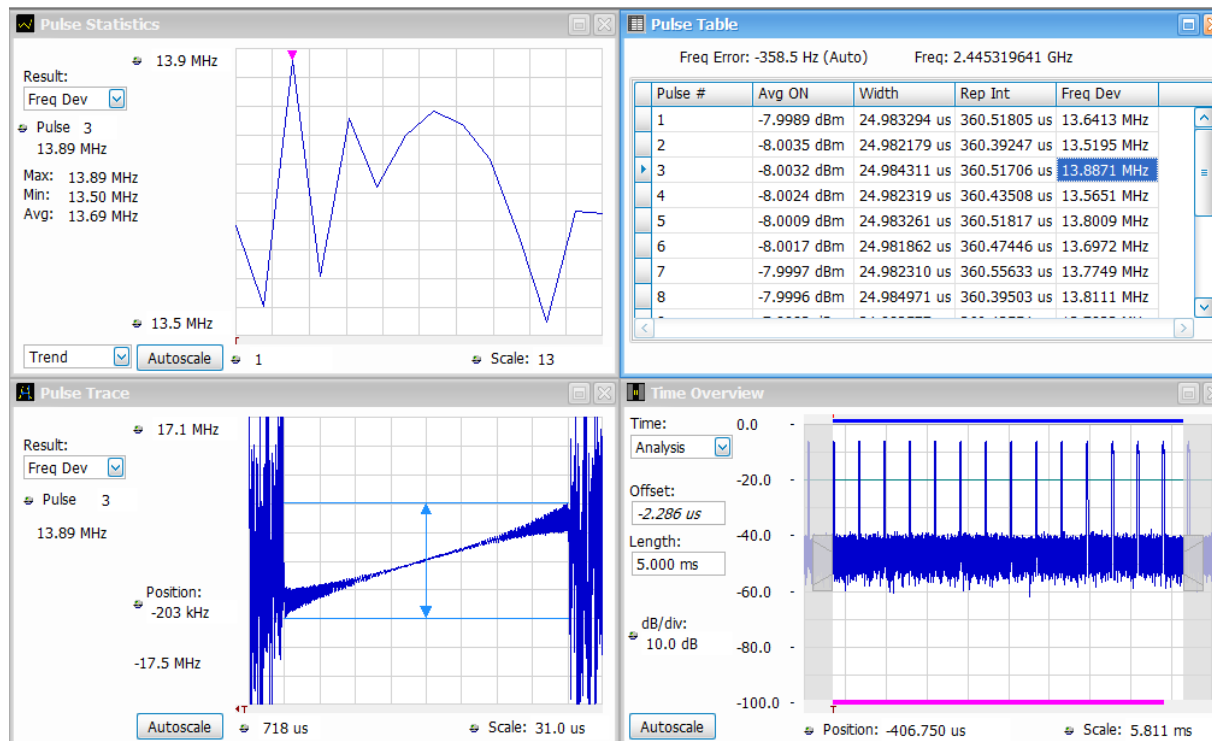 Pulse Statistics
13.9 MHz
Result:
Freq Dev
Pulse 3
13.89 MHz
Max: 13.89 MHz
Min: 13.50 MHz
Avg: 13.69 MHz
13.5 MHz
Trend Autoscale 1 Scale: 13
Pulse Table
Freq Error: -358.5 Hz (Auto) Freq: 2.445319641 GHz
Pulse # Avg ON Width Rep Int Freq Dev
1 -7.9989 dBm 24.983294 us 360.51805 us 13.6413 MHz
2 -8.0035 dBm 24.982179 us 360.39247 us 13.5195 MHz
3 -8.0032 dBm 24.984311 us 360.51706 us 13.8871 MHz
4 -8.0024 dBm 24.982319 us 360.43508 us 13.5651 MHz
5 -8.0009 dBm 24.983261 us 360.51817 us 13.8009 MHz
6 -8.0017 dBm 24.981862 us 360.47446 us 13.6972 MHz
7 -7.9997 dBm 24.982310 us 360.55633 us 13.7749 MHz
8 -7.9996 dBm 24.984971 us 360.39503 us 13.8111 MHz
Pulse Trace
17.1 MHz
Result:
Freq Dev
Pulse 3
13.89 MHz
Position:
-203 kHz
-17.5 MHz
T
Autoscale 718 us Scale: 31.0 us
Time Overview
Time:
Analysis
Offset:
-2.286 us
Length:
5.000 ms
dB/div:
10.0 dB
0.0
-20.0
-40.0
-60.0
-80.0
-100.0
T
Autoscale Position: -406.750 us Scale: 5.811 ms